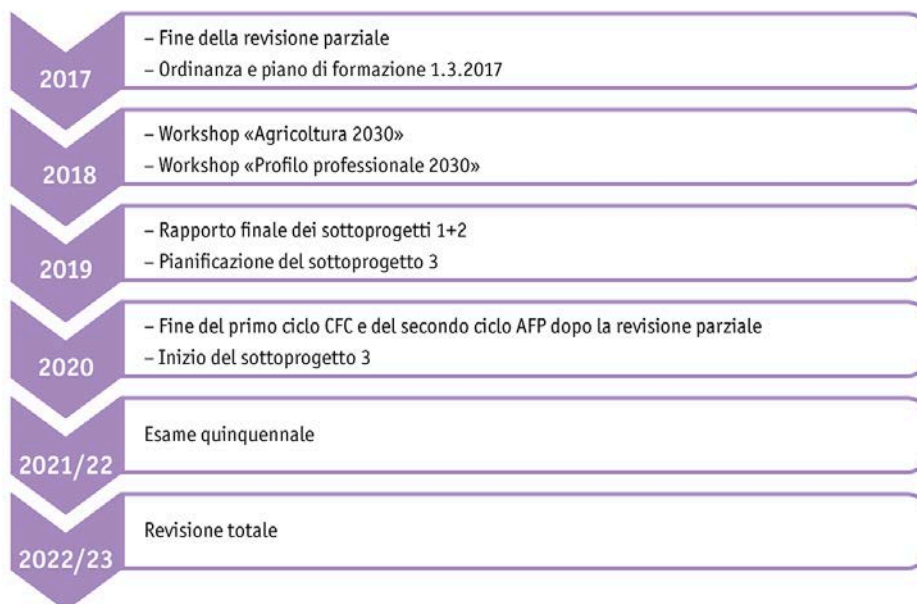 2017
– Fine della revisione parziale
– Ordinanza e piano di formazione 1.3.2017
2018
– Workshop «Agricoltura 2030»
– Workshop «Profilo professionale 2030»
2019
– Rapporto finale dei sottoprogetti 1+2
– Pianificazione del sottoprogetto 3
2020
– Fine del primo ciclo CFC e del secondo ciclo AFP dopo la revisione parziale
– Inizio del sottoprogetto 3
2021/22
Esame quinquennale
2022/23
Revisione totale